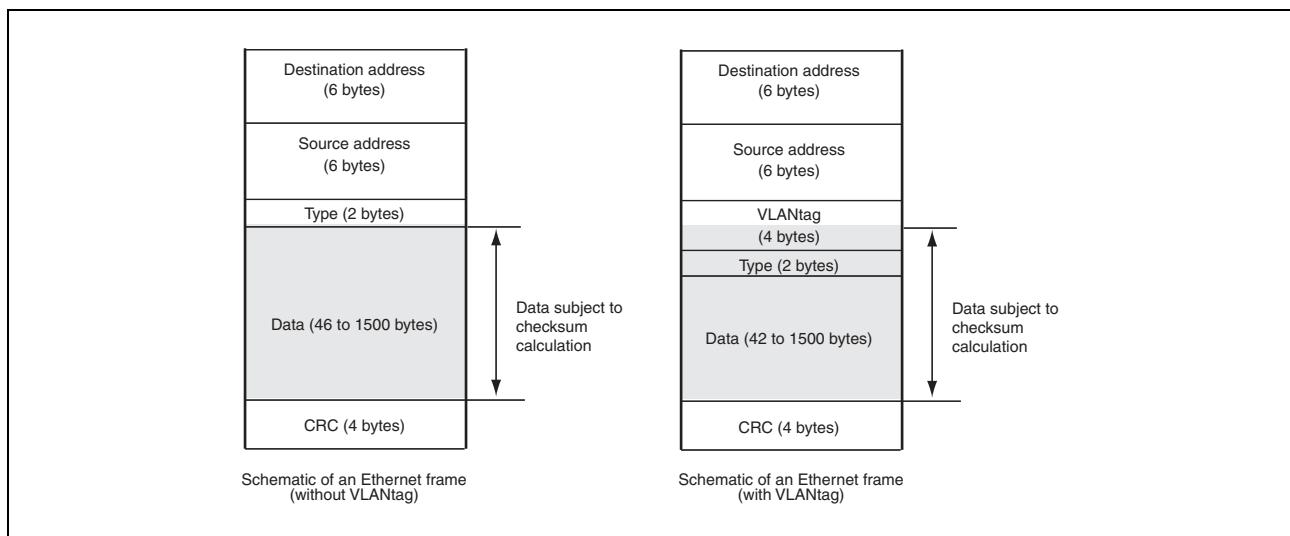 Destination address
(6 bytes)
Source address
(6 bytes)
Type (2 bytes)
Data (46 to 1500 bytes)
CRC (4 bytes)
Data subject to
checksum
calculation
Schematic of an Ethernet frame
(without VLANtag)
Destination address
(6 bytes)
Source address
(6 bytes)
VLANtag
(4 bytes)
Type (2 bytes)
Data (42 to 1500 bytes)
CRC (4 bytes)
Data subject to
checksum
calculation
Schematic of an Ethernet frame
(with VLANtag)